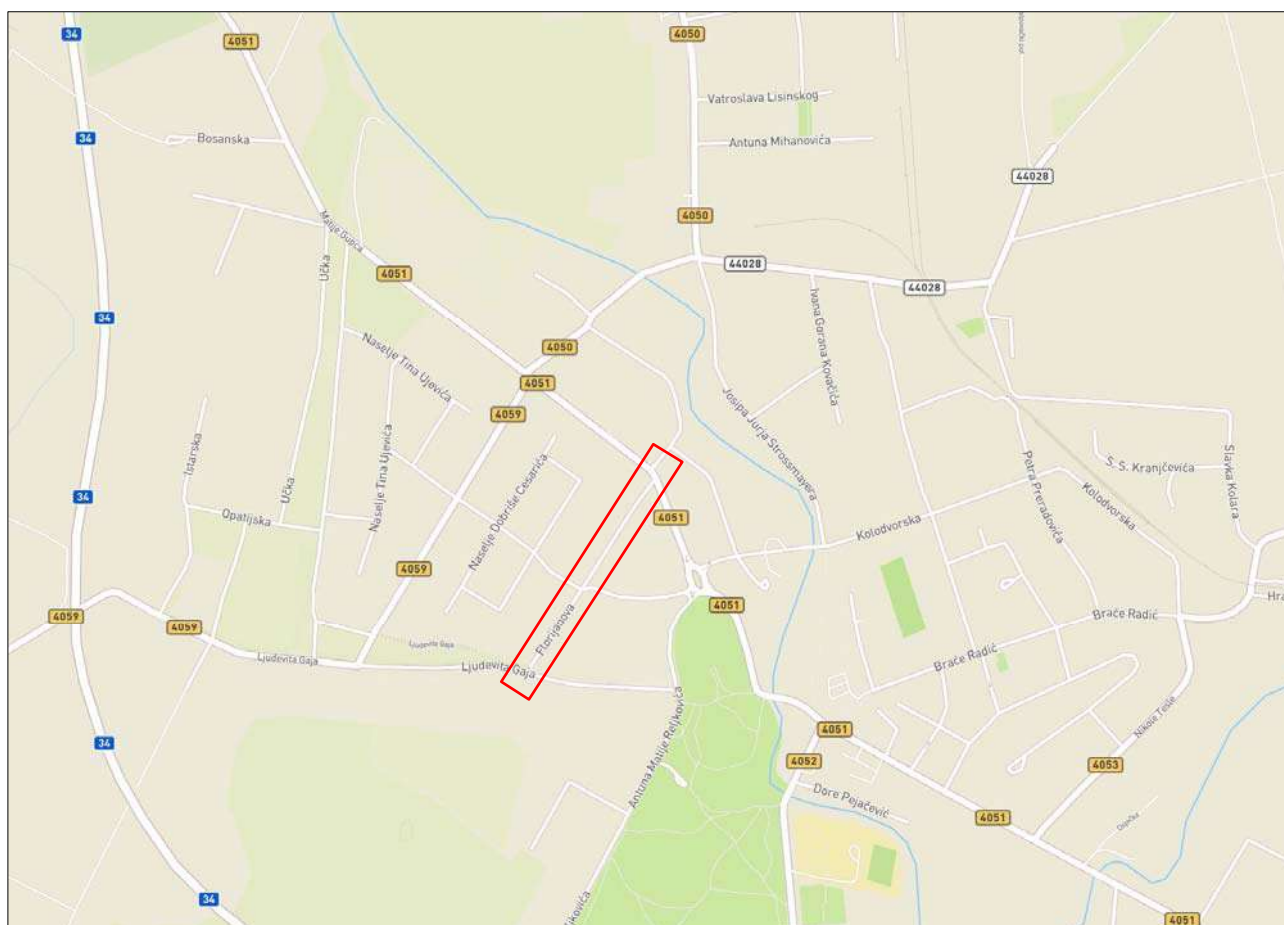 34
4051
4050
Vatroslava Lisinskog
34
Bosanska
Antuna Mihanovića
44028
4050
Matije Gupca
Učka
4051
44028
44028
Ivana Gorana Kovačića
34
4050
Naselje Tina Ujevića
4051
4059
Josipa Jurja Strossmayera
Istarska
Naselje Dobriše Cesarića
Petra Preradovića
S. S. Kranjčevića
Slavka Kolara
34
Učka
Naselje Tina Ujevića
Opatijska
4051
Kolodvorska
Kolodvorska
4059
4059
4059
4051
Florijanova
Braće Radić
Hra
Ljudevita Gaja
Ljudevita Gaja
Ljudevita Gaja
Braće Radić
Antuna Matije Reljkovića
34
4051
Nikole Tesle
4052
4053
Dore Pejačević
4051
34
4051